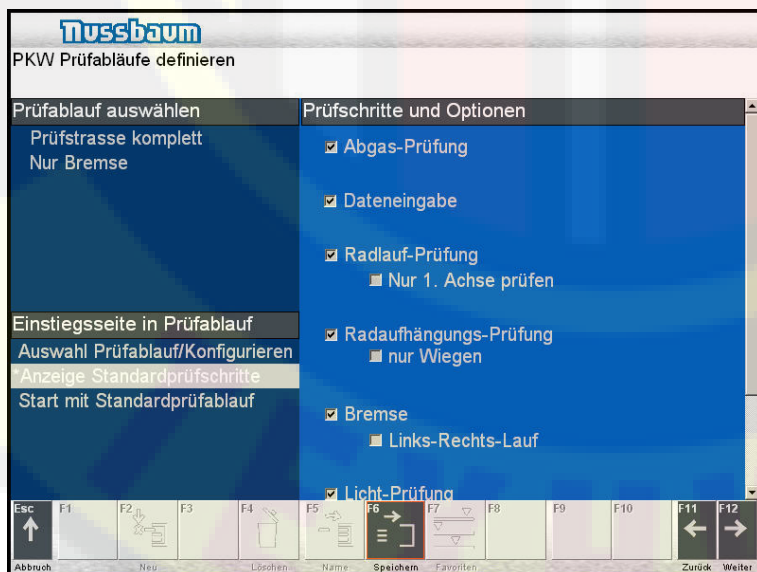 Nussbaum
PKW Prüfabläufe definieren
Prüfablauf auswählen
Prüfstrasse komplett
Nur Bremse
Einstiegsseite in Prüfablauf
Auswahl Prüfablauf/Konfigurieren
*Anzeige Standardprüfschritte
Start mit Standardprüfablauf
Prüfschritte und Optionen
Abgas-Prüfung
Dateneingabe
Radlauf-Prüfung
Nur 1. Achse prüfen
Radaufhängungs-Prüfung
nur Wiegen
Bremse
Links-Rechts-Lauf
Licht-Prüfung
Esc F1 F2 F3 F4 F5 F6 F7 F8 F9 F10 F11 F12
Abbruch Neu Löschen Name Speichern Favoriten Zurück Weiter